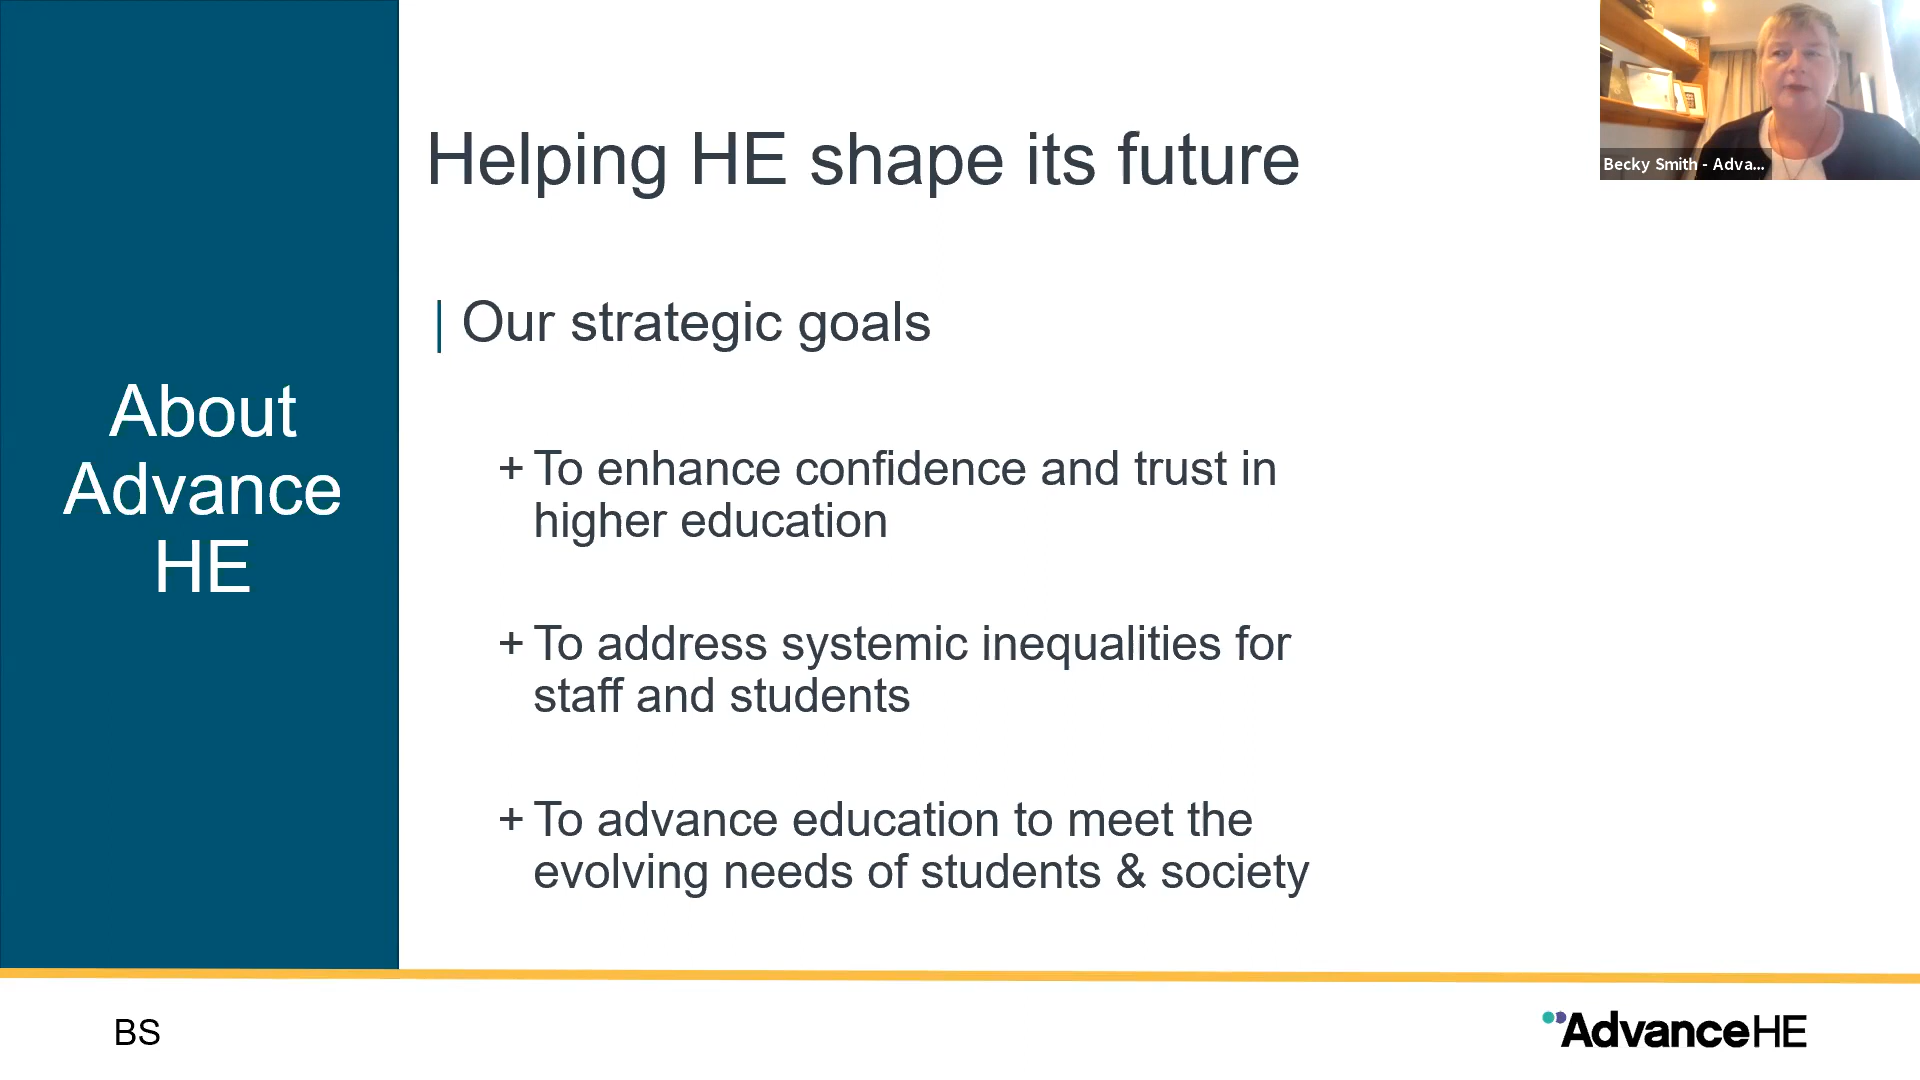 About
Advance
HE
Helping HE shape its future
Our strategic goals
+ To enhance confidence and trust in
higher education
+ To address systemic inequalities for
staff and students
+ To advance education to meet the
evolving needs of students & society
Becky Smith - Adva...
BS
AdvanceHE